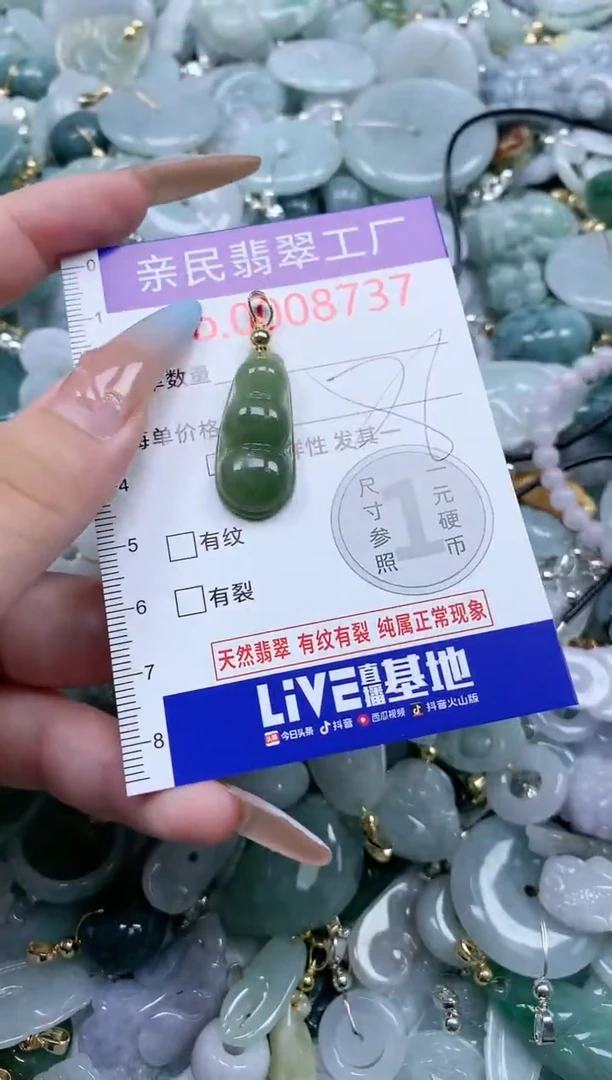 亲民翡翠工厂
0008737
数量
每单价格
样性 发其一
尺寸参照
1
一元硬币
有纹
有裂
天然翡翠 有纹有裂 纯属正常现象
LiVE直播基地
头条 今日头条 抖音 西瓜视频 抖音火山版
0
1
4
5
6
7
8